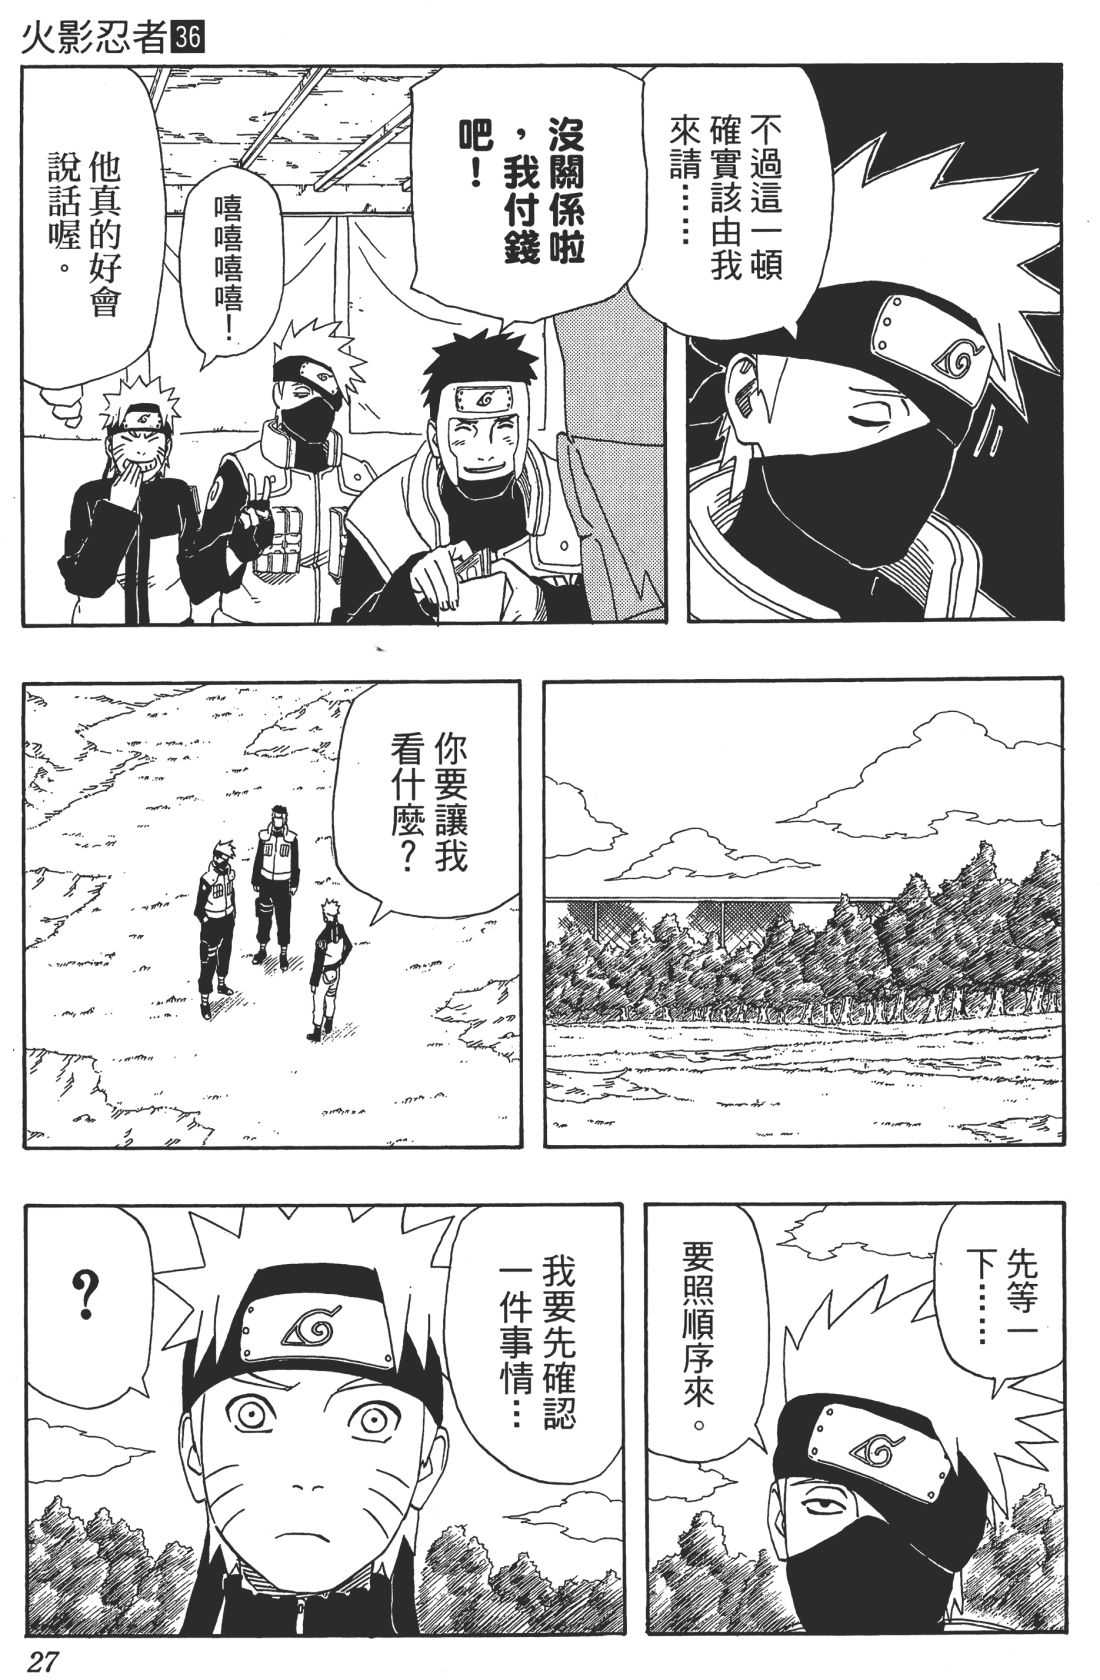 火影忍者36
不過這一頓
確實該由我
來請……
沒關係啦
，我付錢
吧！
嘻嘻嘻嘻！
他真的好會
說話喔。
你要讓我
看什麼？
先等一
下……
要照順序來。
我要先確認
一件事情…
？
27